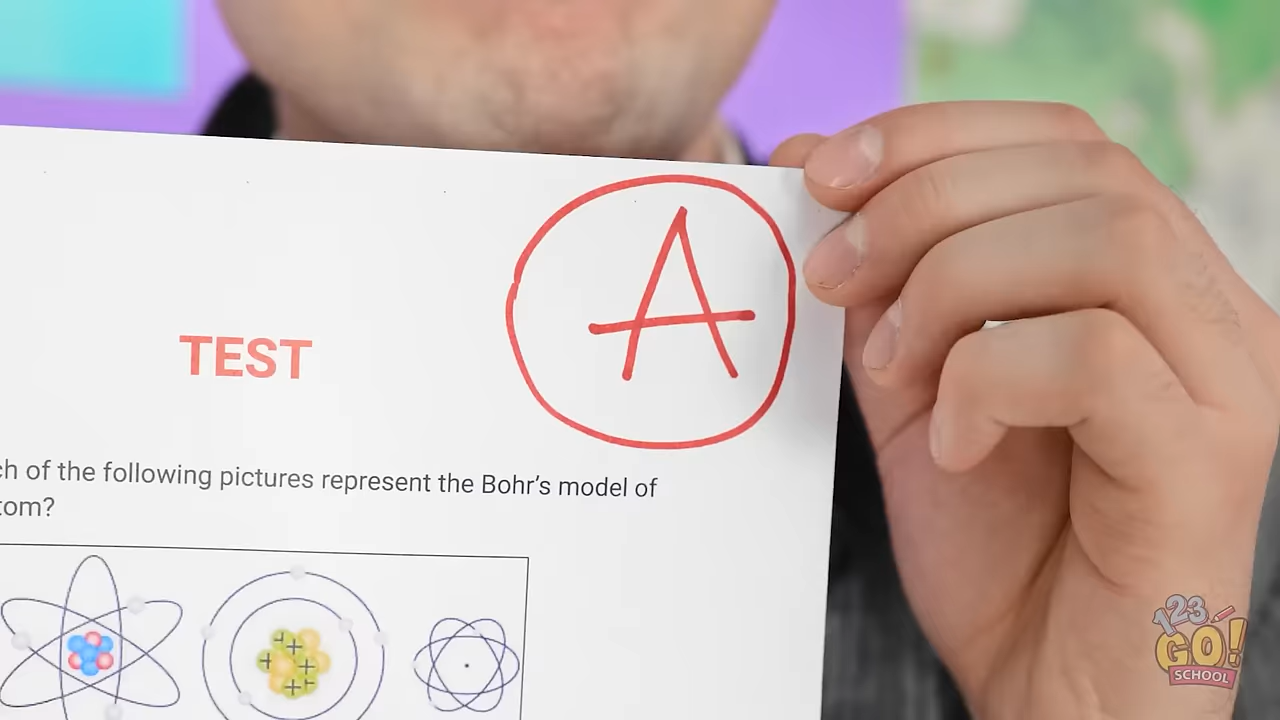 A
TEST
ch of the following pictures represent the Bohr's model of
tom?
123
GO!
SCHOOL